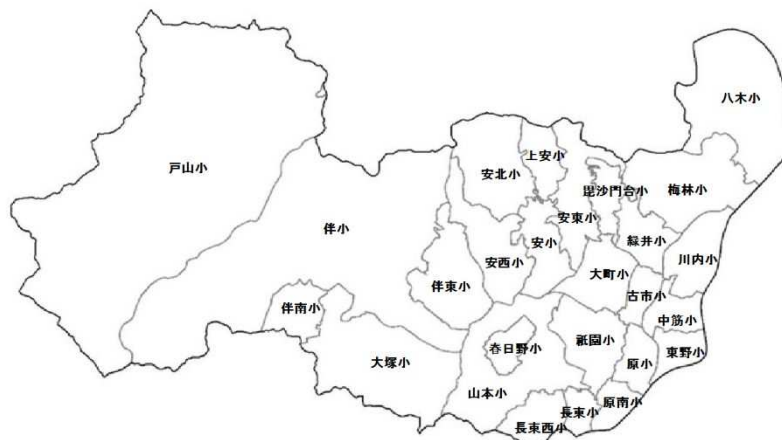 八木小
上安小
戸山小
安北小
毘沙門台小
梅林小
安東小
伴小
安小
緑井小
安西小
川内小
大町小
伴東小
古市小
伴南小
中筋小
祇園小
春日野小
東野小
大塚小
原小
山本小
原南小
長束小
長束西小